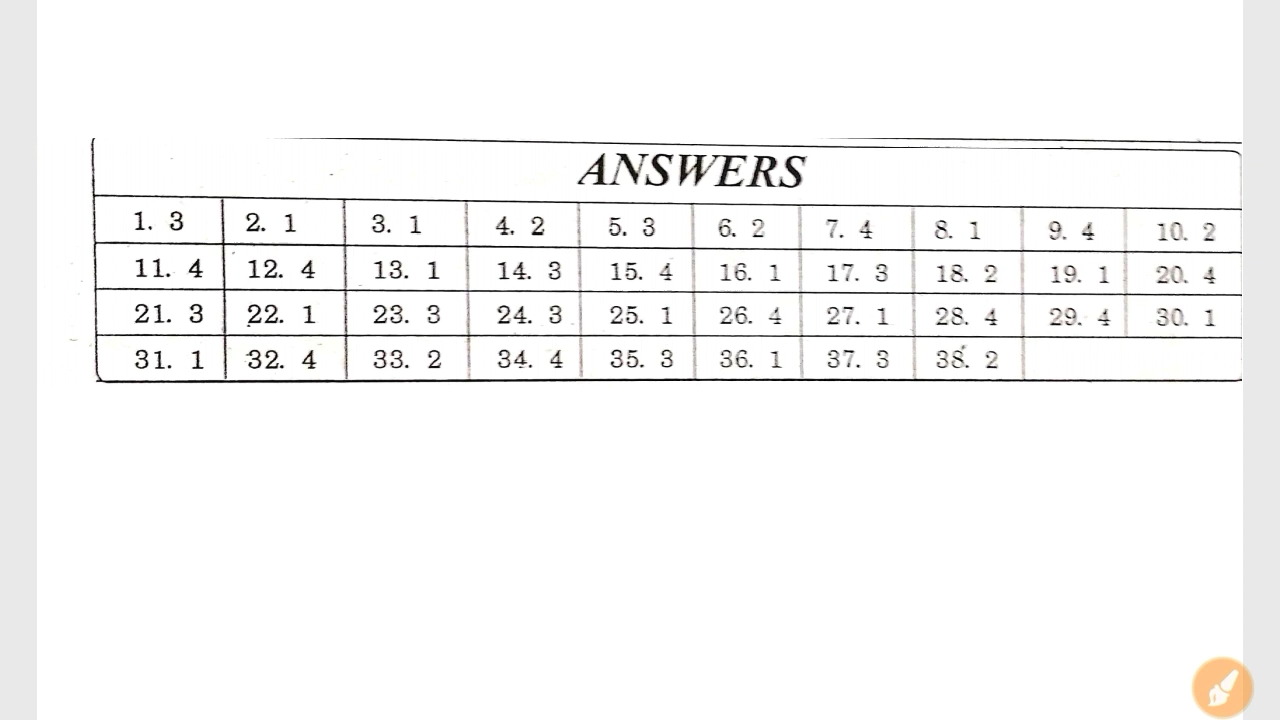 ANSWERS
1. 3 2. 1 3. 1 4. 2 5. 3 6. 2 7. 4 8. 1 9. 4 10. 2
11. 4 12. 4 13. 1 14. 3 15. 4 16. 1 17. 3 18. 2 19. 1 20. 4
21. 3 22. 1 23. 3 24. 3 25. 1 26. 4 27. 1 28. 4 29. 4 30. 1
31. 1 32. 4 33. 2 34. 4 35. 3 36. 1 37. 3 38. 2